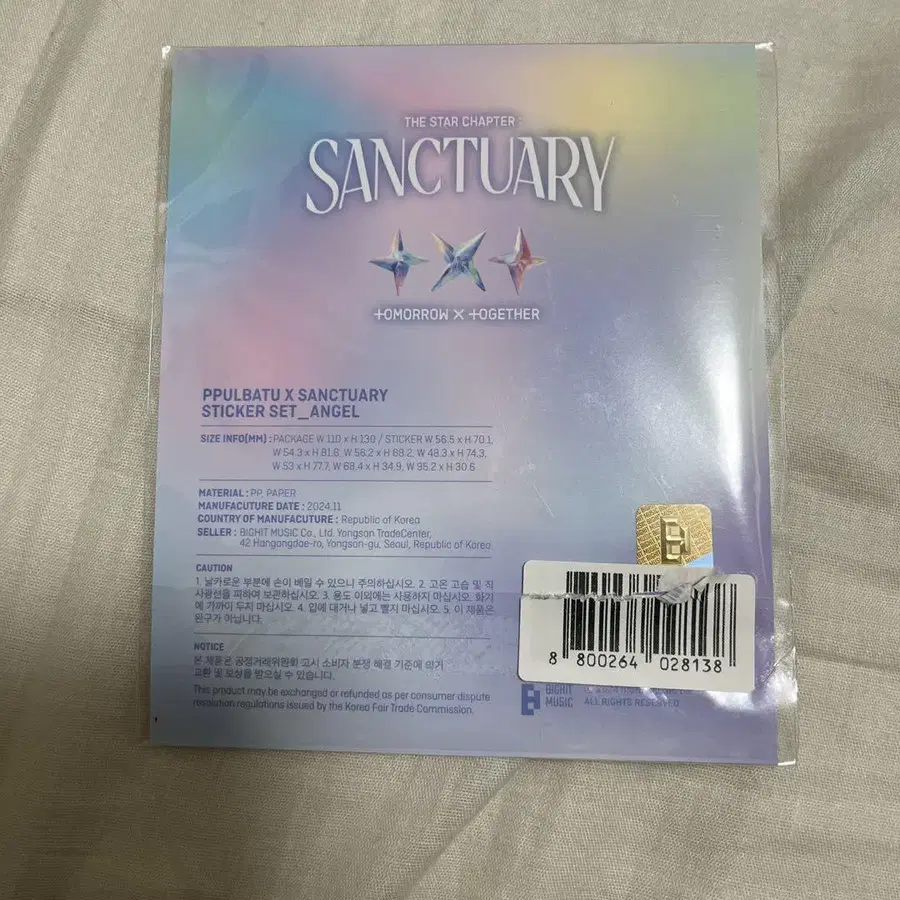 THE STAR CHAPTER :
SANCTUARY
TOMORROW X TOGETHER
PPULBATU X SANCTUARY
STICKER SET_ANGEL
SIZE INFO(MM) : PACKAGE W 110 x H 130 / STICKER W 56.5 x H 70.1,
W 54.3 x H 81.8, W 56.2 x H 88.2, W 48.3 x H 74.3,
W 53 x H 77.7, W 68.4 x H 34.9, W 95.2 x H 30.6
MATERIAL : PP, PAPER
MANUFACUTURE DATE : 2024.11
COUNTRY OF MANUFACUTURE : Republic of Korea
SELLER : BIGHIT MUSIC Co., Ltd. Yongsan TradeCenter,
42 Hangangdae-ro, Yongsan-gu, Seoul, Republic of Korea
CAUTION
1. 날카로운 부분에 손이 베일 수 있으니 주의하십시오. 2. 고온 고습 및 직
사광선을 피하여 보관하십시오. 3. 용도 이외에는 사용하지 마십시오. 화기
에 가까이 두지 마십시오. 4. 입에 대거나 넣고 빨지 마십시오. 5. 이 제품은
완구가 아닙니다.
NOTICE
본 제품은 공정거래위원회 고시 소비자 분쟁 해결 기준에 의거
교환 및 보상을 받으실 수 있습니다.
This product may be exchanged or refunded as per consumer dispute
resolution regulations issued by the Korea Fair Trade Commission.
8 800264 028138
BIGHIT
MUSIC
ALL RIGHTS RESERVED